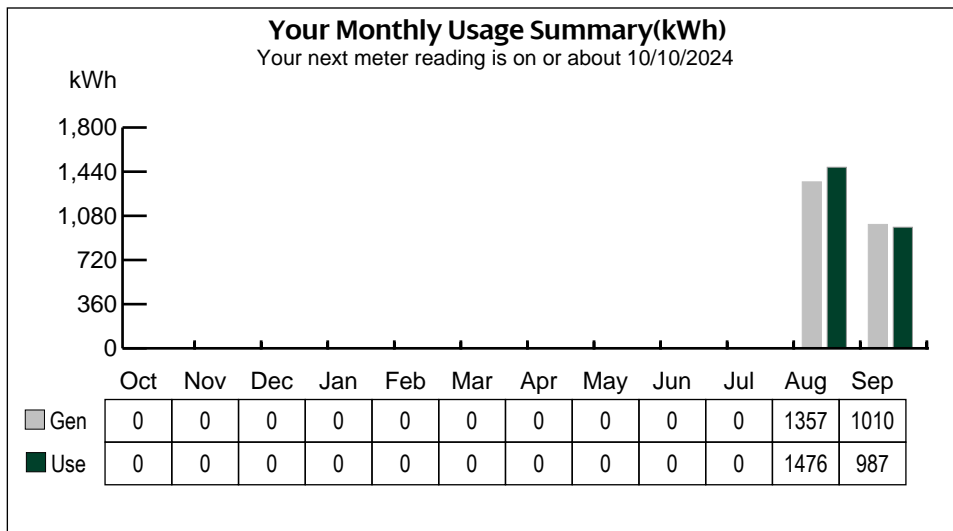 Your Monthly Usage Summary(kWh)
Your next meter reading is on or about 10/10/2024
kWh
1,800
1,440
1,080
720
360
0
Oct Nov Dec Jan Feb Mar Apr May Jun Jul Aug Sep
Gen 0 0 0 0 0 0 0 0 0 0 1357 1010
Use 0 0 0 0 0 0 0 0 0 0 1476 987